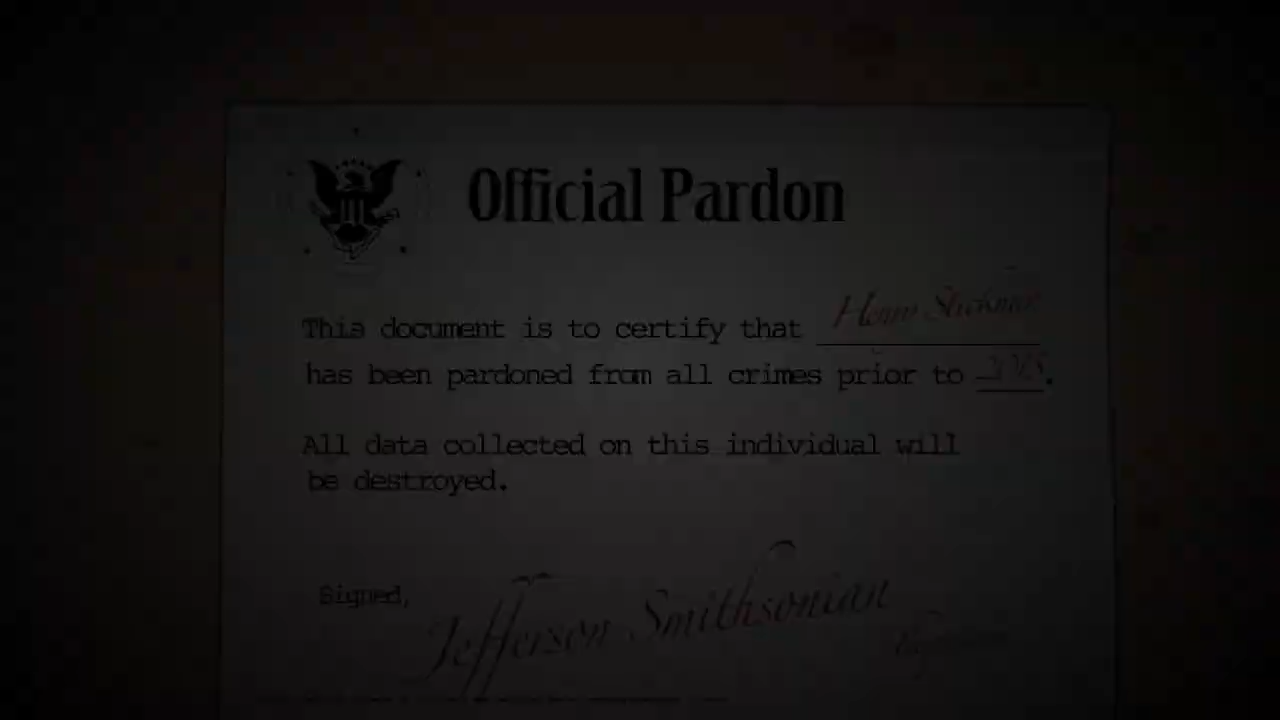 Official Pardon
This document is to certify that Henry Stickmin
has been pardoned from all crimes prior to
All data collected on this individual will
be destroyed.
Signed,
Jefferson Smithsonian